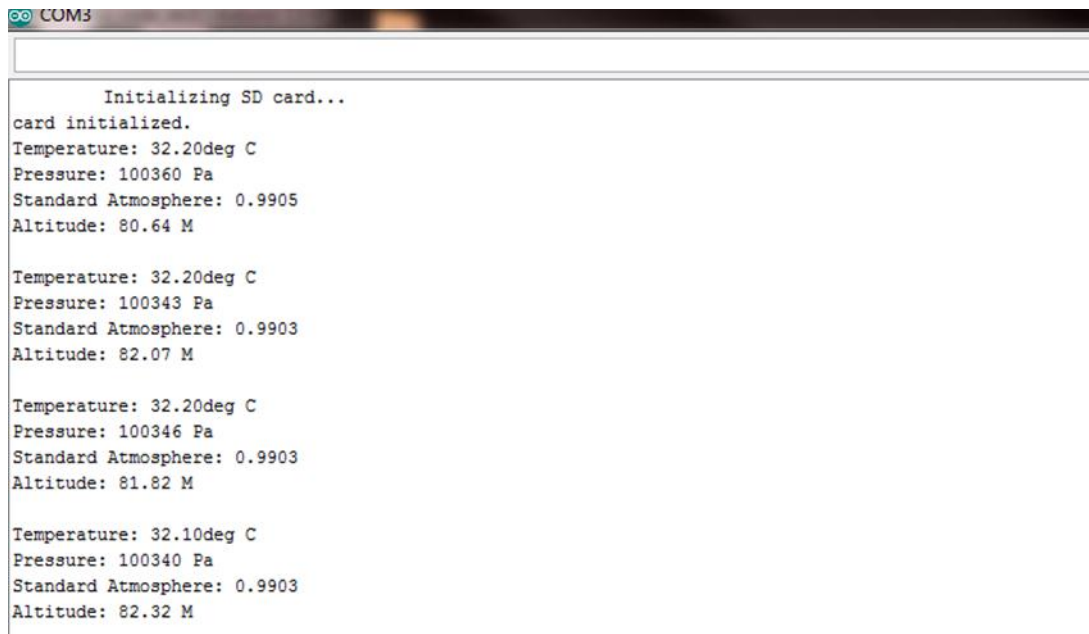 COM3
Initializing SD card...
card initialized.
Temperature: 32.20deg C
Pressure: 100360 Pa
Standard Atmosphere: 0.9905
Altitude: 80.64 M
Temperature: 32.20deg C
Pressure: 100343 Pa
Standard Atmosphere: 0.9903
Altitude: 82.07 M
Temperature: 32.20deg C
Pressure: 100346 Pa
Standard Atmosphere: 0.9903
Altitude: 81.82 M
Temperature: 32.10deg C
Pressure: 100340 Pa
Standard Atmosphere: 0.9903
Altitude: 82.32 M